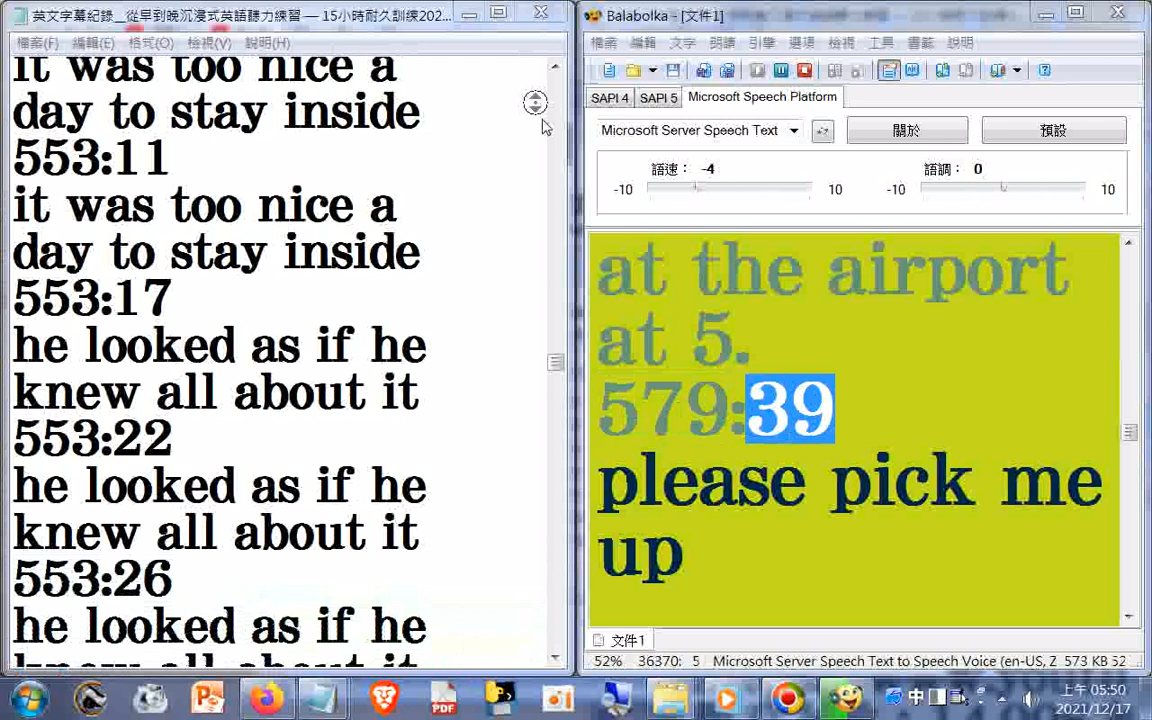 英文字幕紀錄__從早到晚沉浸式英語聽力練習 — 15小時耐久訓練202...
檔案(F) 編輯(E) 格式(O) 檢視(V) 說明(H)
it was too nice a
day to stay inside
553:11
it was too nice a
day to stay inside
553:17
he looked as if he
knew all about it
553:22
he looked as if he
knew all about it
553:26
he looked as if he
knew all about it
Balabolka - [文件1]
檔案 編輯 文字 朗讀 引擎 選項 檢視 工具 書籤 說明
SAPI 4 SAPI 5 Microsoft Speech Platform
Microsoft Server Speech Text 關於 預設
語速： -4 語調： 0
-10 10 -10 10
at the airport
at 5.
579:39
please pick me
up
文件1
52% 36370: 5 Microsoft Server Speech Text to Speech Voice (en-US, Z 573 KB 52
PDF
中
上午 05:50
2021/12/17